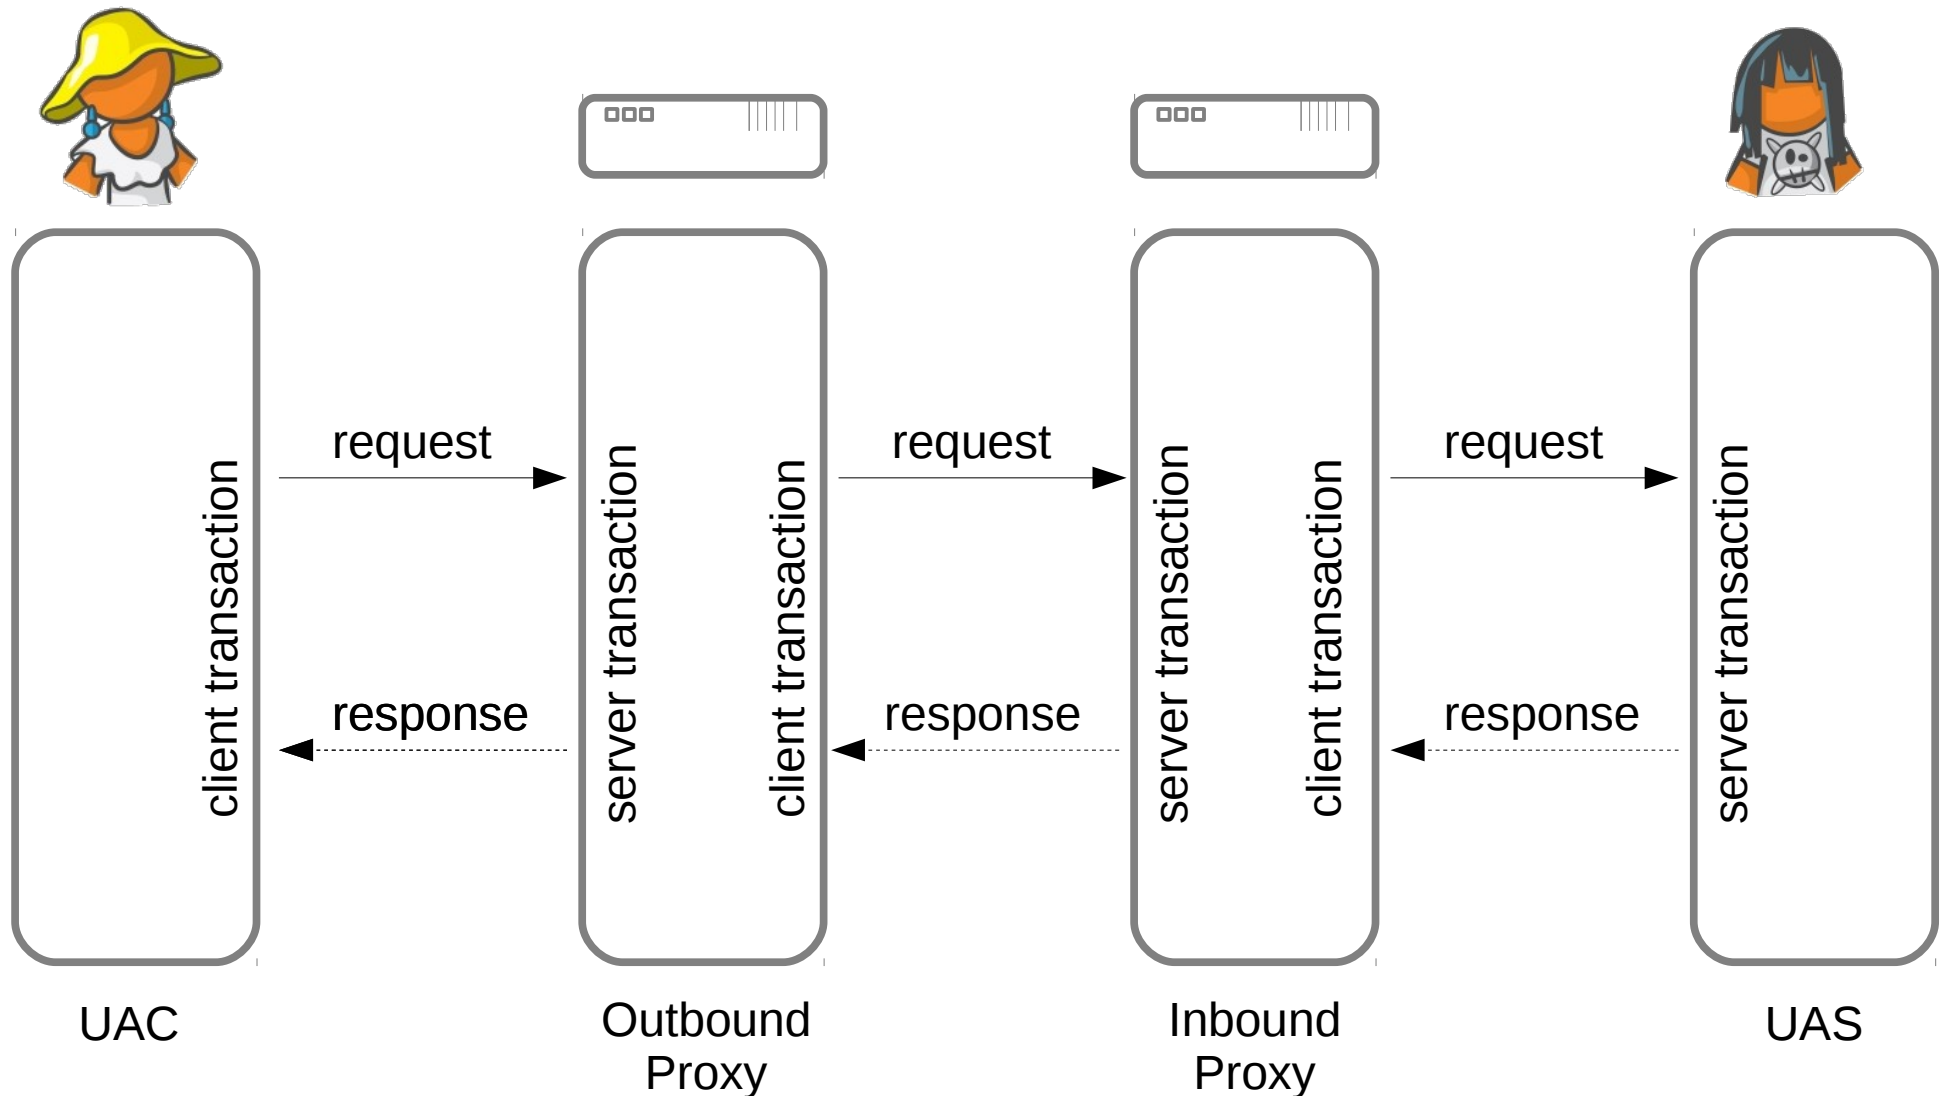 request
request
request
client transaction
server transaction
client transaction
server transaction
client transaction
server transaction
response
response
response
UAC
Outbound
Proxy
Inbound
Proxy
UAS